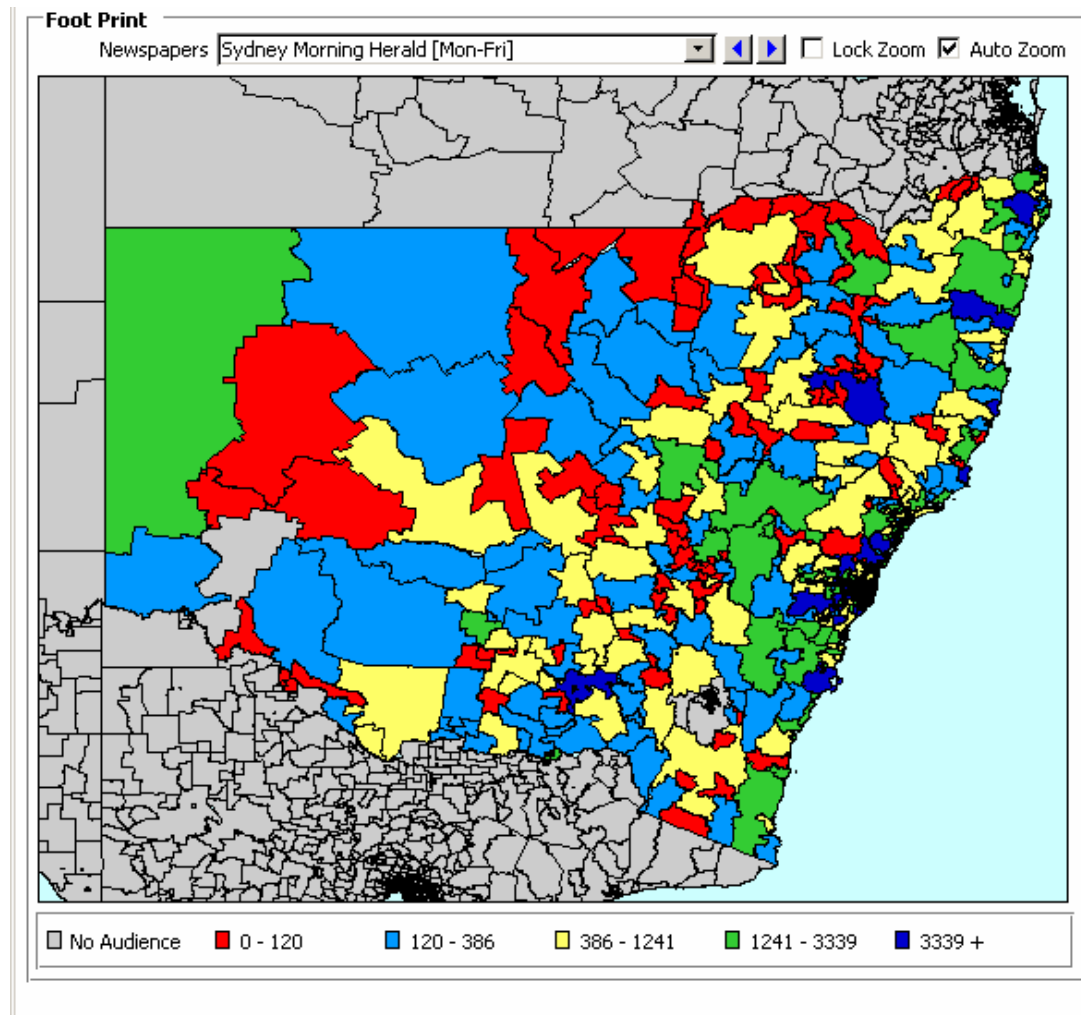 Foot Print
Newspapers Sydney Morning Herald [Mon-Fri] Lock Zoom Auto Zoom
No Audience 0 - 120 120 - 386 386 - 1241 1241 - 3339 3339 +